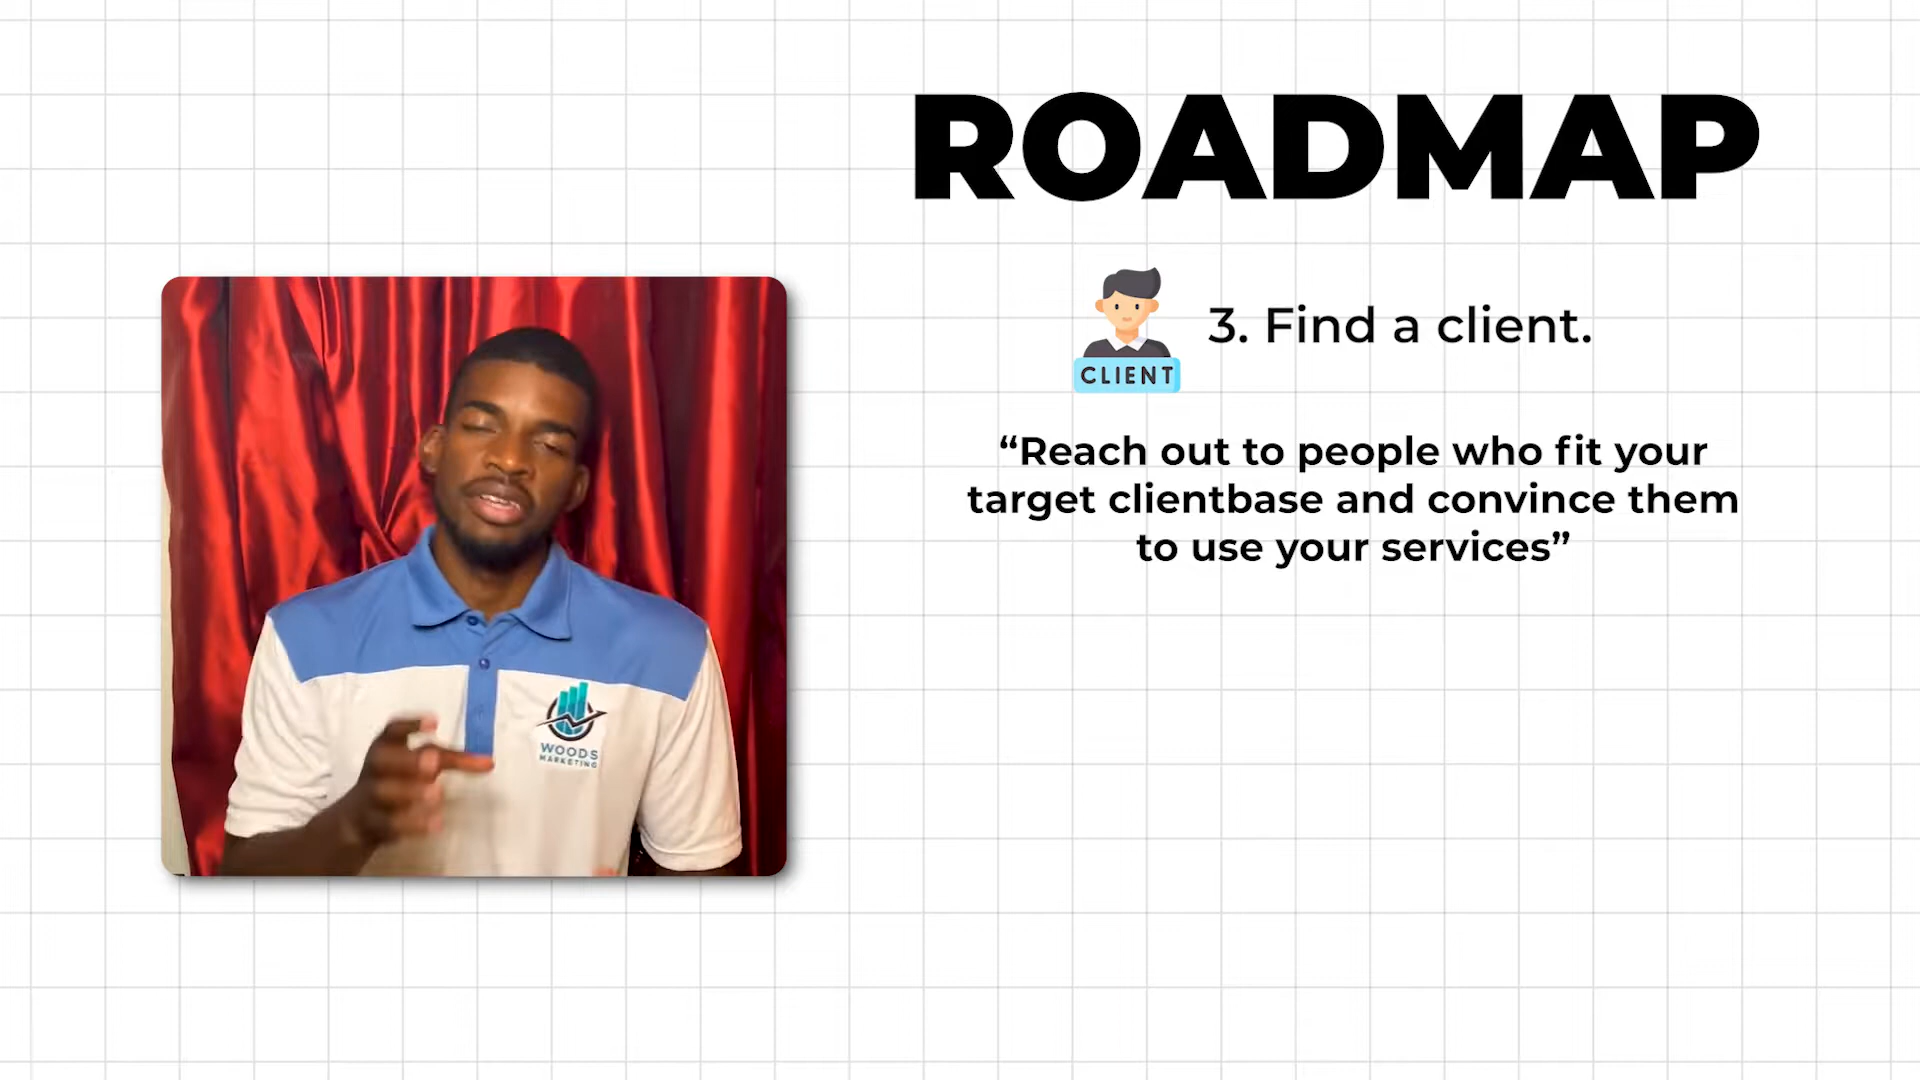 ROADMAP
3. Find a client.
CLIENT
“Reach out to people who fit your
target clientbase and convince them
to use your services”
WOODS
MARKETING